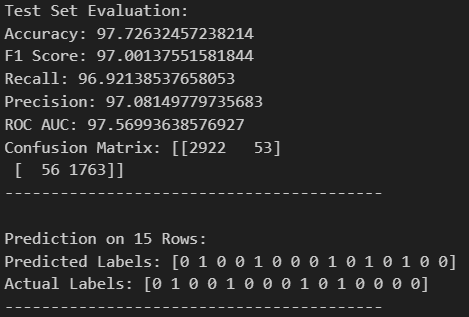 Test Set Evaluation:
Accuracy: 97.72632457238214
F1 Score: 97.00137551581844
Recall: 96.92138537658053
Precision: 97.08149779735683
ROC AUC: 97.56993638576927
Confusion Matrix: [[2922   53]
 [  56 1763]]
-----------------------------------------
Prediction on 15 Rows:
Predicted Labels: [0 1 0 0 1 0 0 0 1 0 1 0 1 0 0]
Actual Labels: [0 1 0 0 1 0 0 0 1 0 1 0 0 0 0]
-----------------------------------------